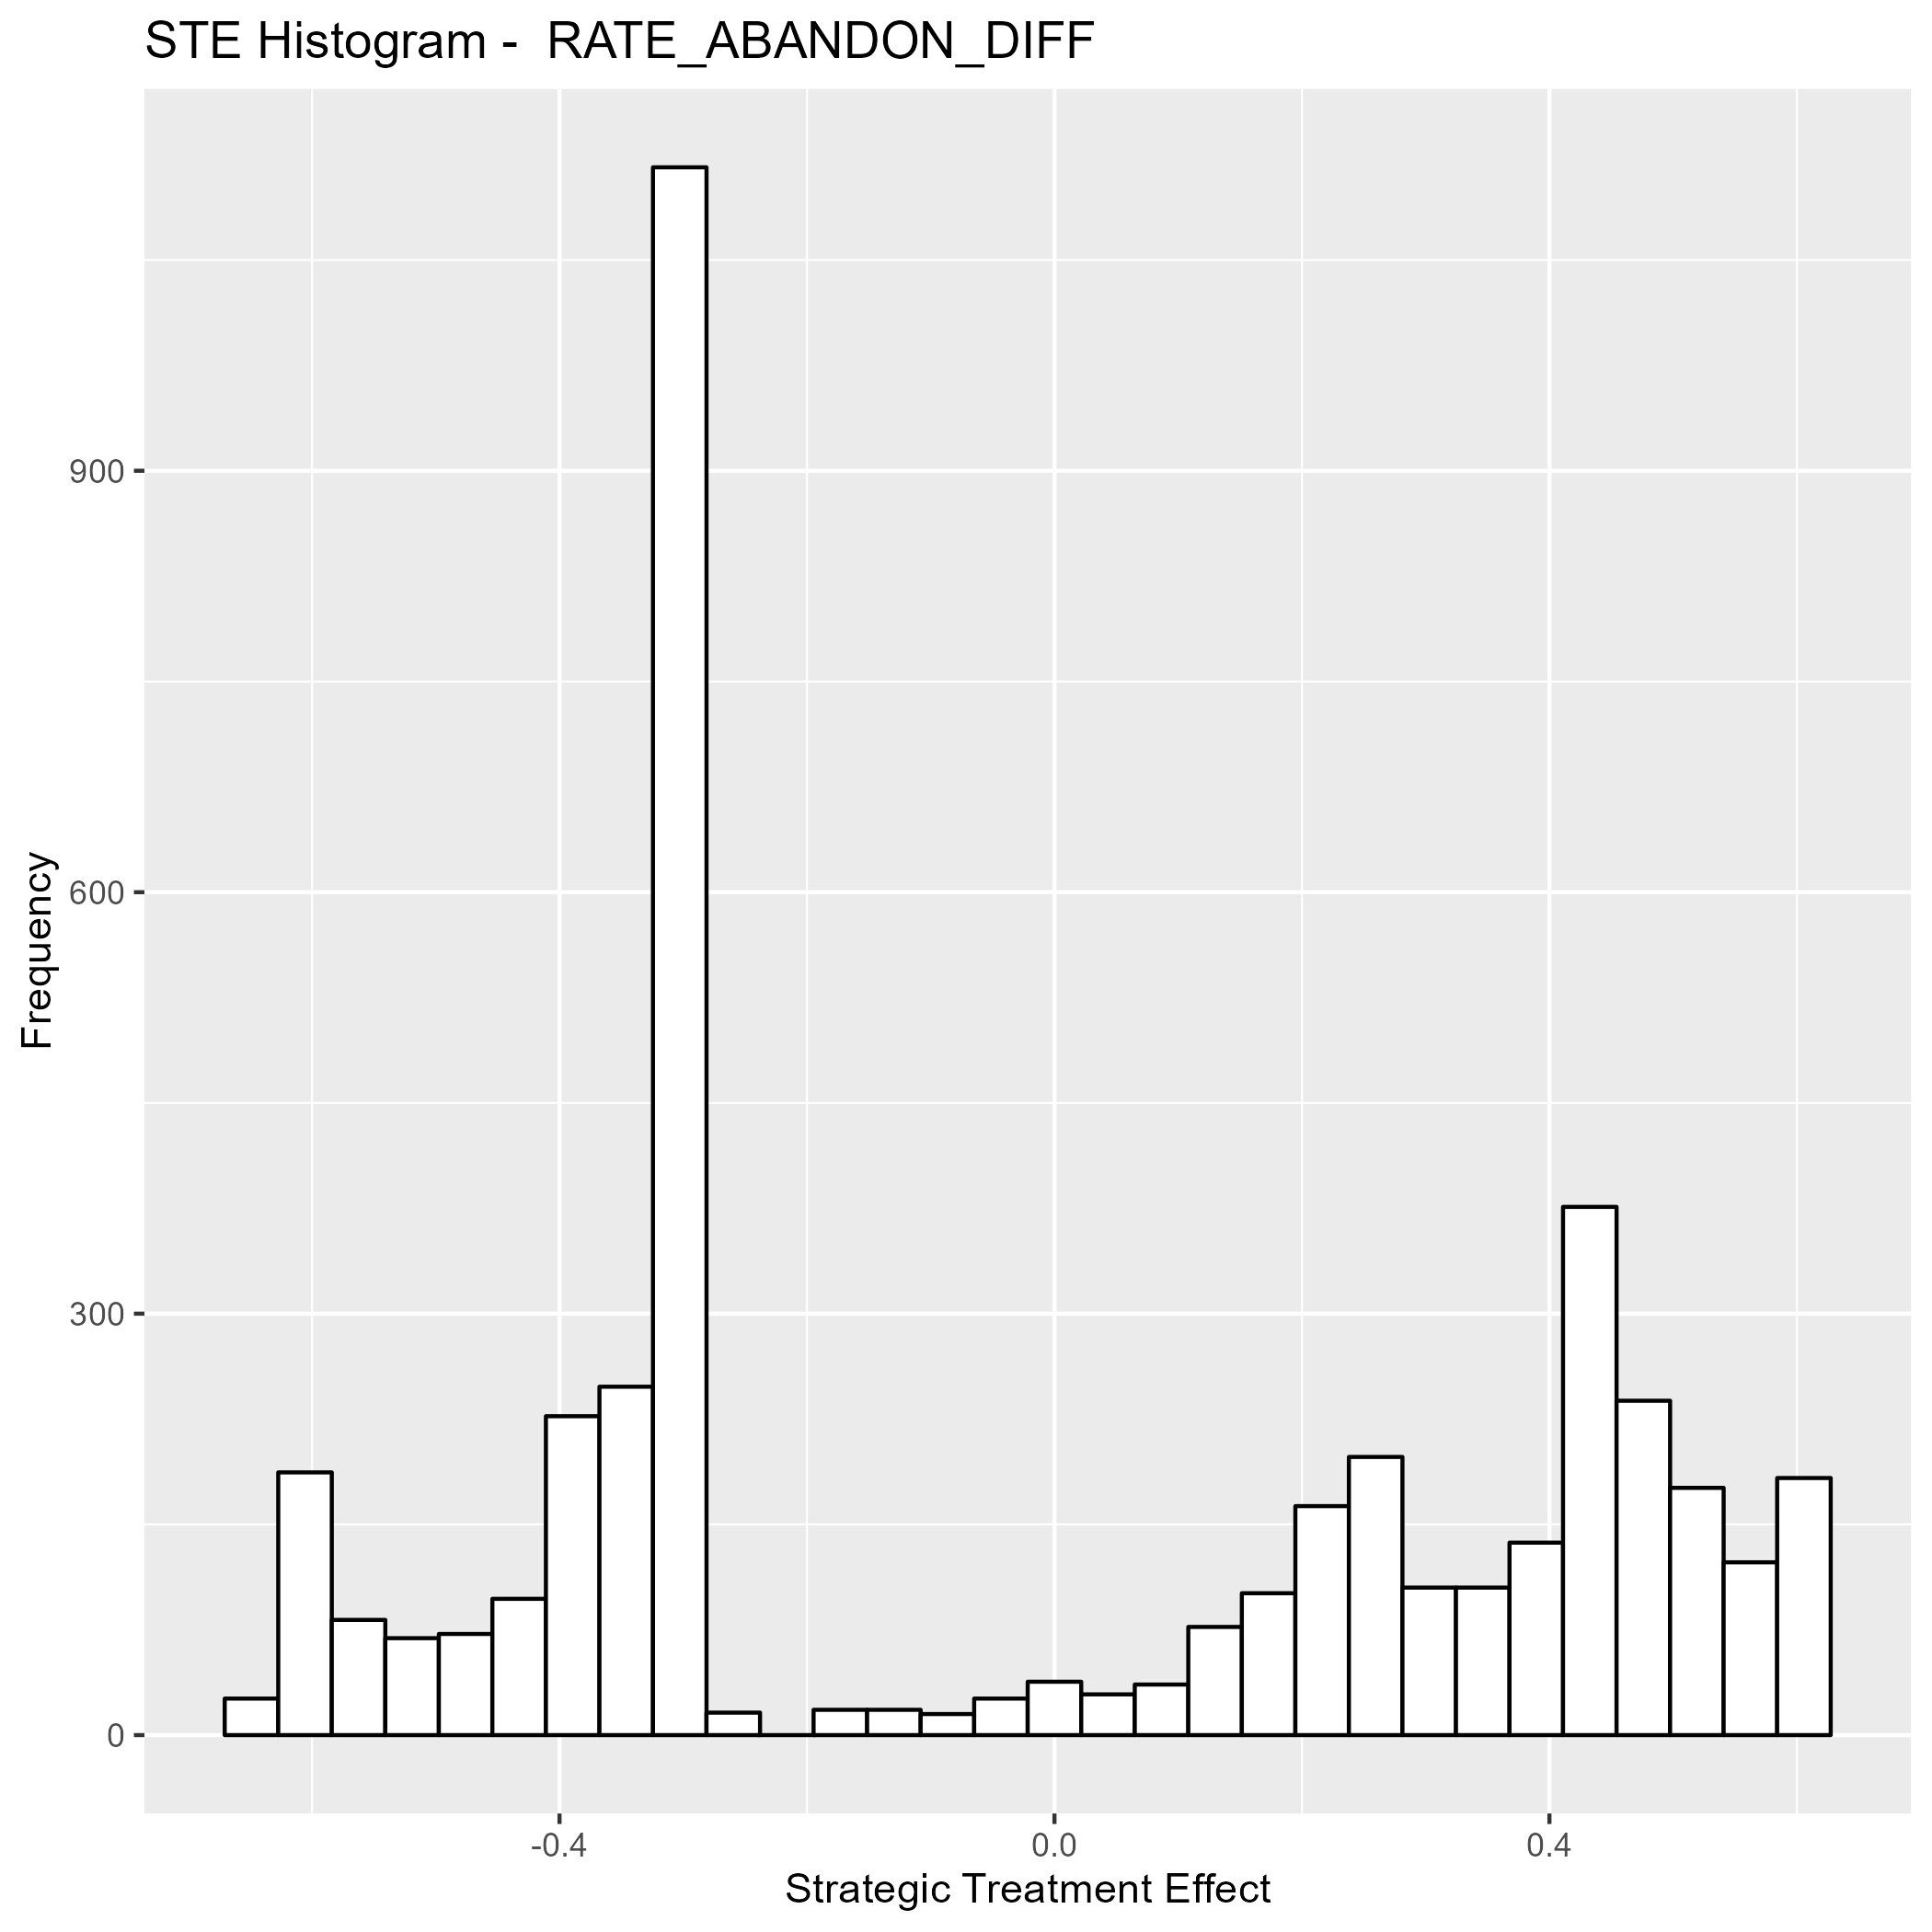 STE Histogram -  RATE_ABANDON_DIFF
Frequency
900
600
300
0
-0.4
0.0
0.4
Strategic Treatment Effect